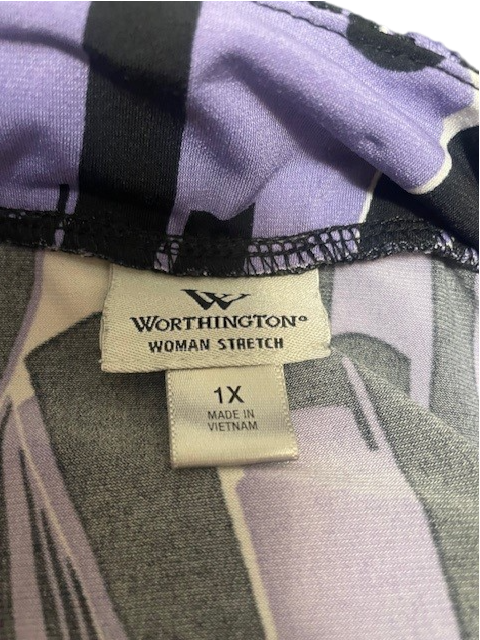 W
WORTHINGTON®
WOMAN STRETCH
1X
MADE IN
VIETNAM